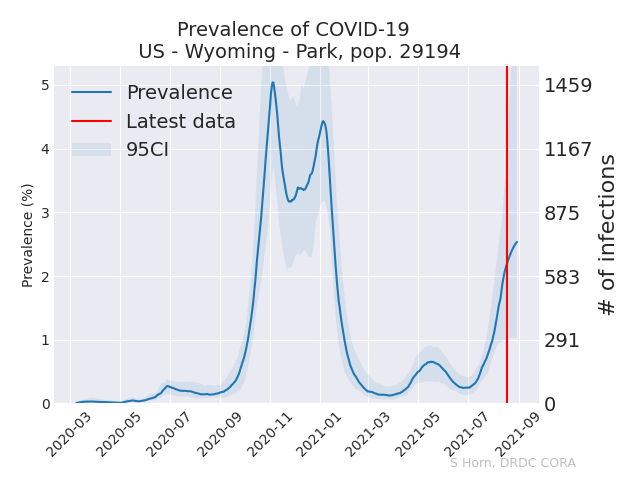 Prevalence of COVID-19
US - Wyoming - Park, pop. 29194
Prevalence
Latest data
95CI
Prevalence (%)
5
4
3
2
1
0
1459
1167
875
583
291
0
# of infections
2020-03
2020-05
2020-07
2020-09
2020-11
2021-01
2021-03
2021-05
2021-07
2021-09
S Horn, DRDC CORA